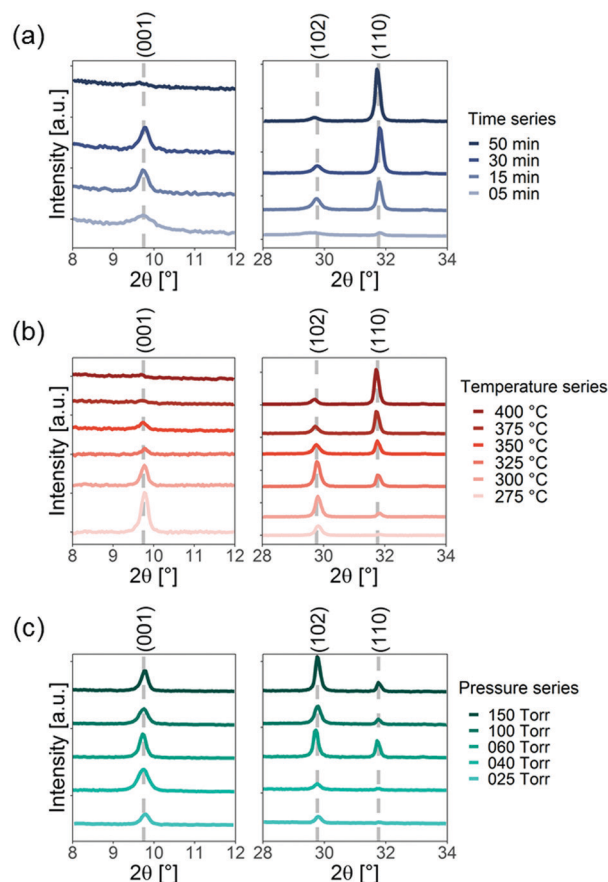 (a)
(001)
(102)
(110)
Intensity [a.u.]
8 9 10 11 12
28 30 32 34
2θ [°]
2θ [°]
Time series
50 min
30 min
15 min
05 min
(b)
(001)
(102)
(110)
Intensity [a.u.]
8 9 10 11 12
28 30 32 34
2θ [°]
2θ [°]
Temperature series
400 °C
375 °C
350 °C
325 °C
300 °C
275 °C
(c)
(001)
(102)
(110)
Intensity [a.u.]
8 9 10 11 12
28 30 32 34
2θ [°]
2θ [°]
Pressure series
150 Torr
100 Torr
060 Torr
040 Torr
025 Torr